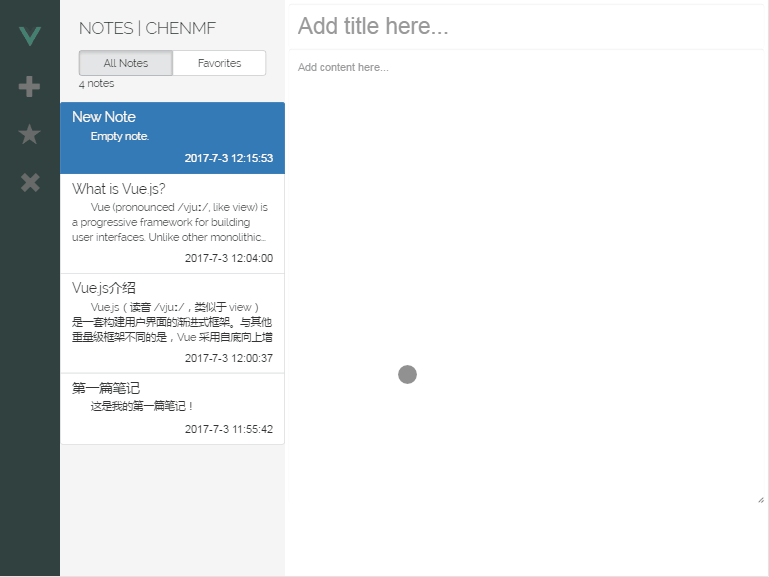 NOTES | CHENMF
All Notes
Favorites
4 notes
New Note
Empty note.
2017-7-3 12:15:53
What is Vue.js?
Vue (pronounced /vjuː/, like view) is
a progressive framework for building
user interfaces. Unlike other monolithic...
2017-7-3 12:04:00
Vue.js介绍
Vue.js（读音 /vjuː/，类似于 view）
是一套构建用户界面的渐进式框架。与其他
重量级框架不同的是，Vue 采用自底向上增
2017-7-3 12:00:37
第一篇笔记
这是我的第一篇笔记！
2017-7-3 11:55:42
Add title here...
Add content here...